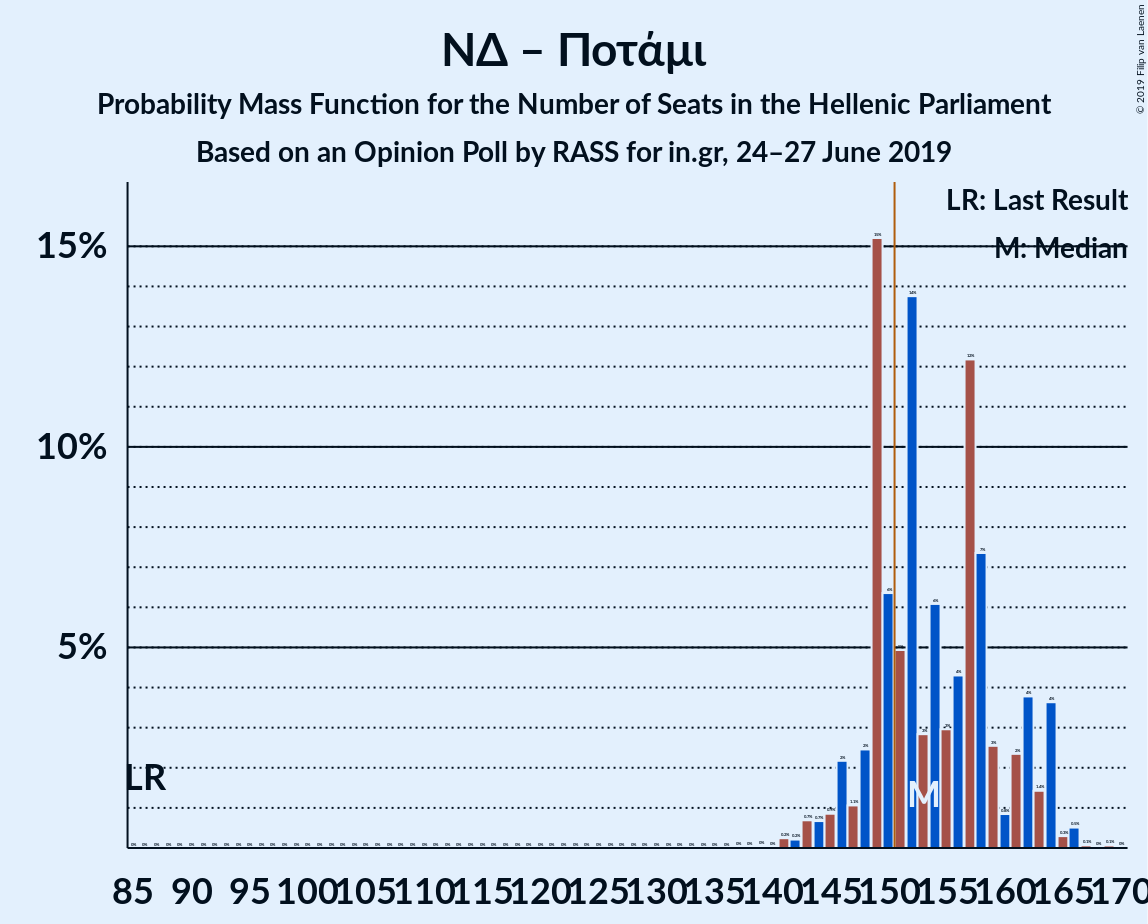 ΝΔ – Ποτάμι
Probability Mass Function for the Number of Seats in the Hellenic Parliament
Based on an Opinion Poll by RASS for in.gr, 24–27 June 2019
© 2019 Filip van Laenen
LR: Last Result
M: Median
15%
10%
5%
LR
M
85 90 95 100 105 110 115 120 125 130 135 140 145 150 155 160 165 170